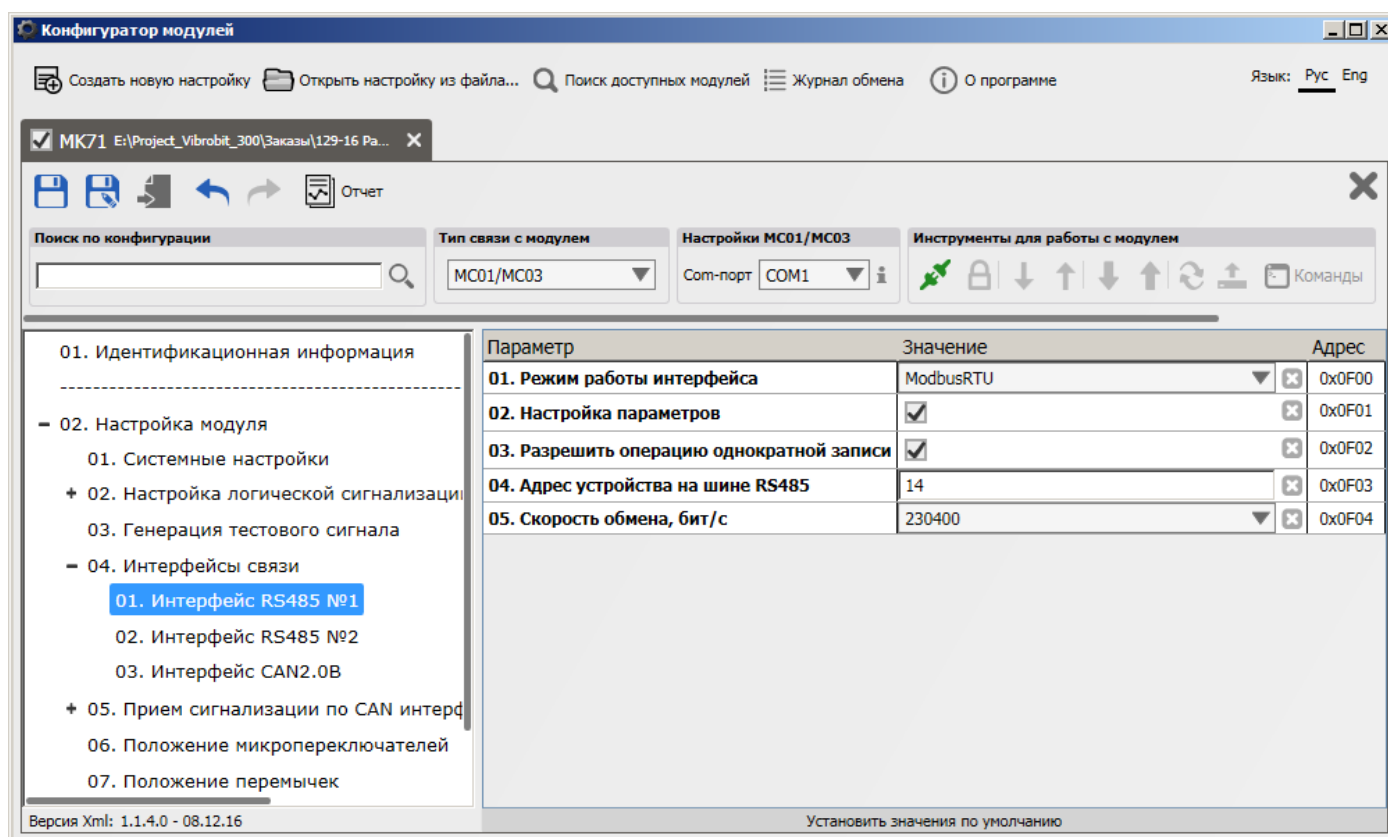 Конфигуратор модулей
Создать новую настройку Открыть настройку из файла... Поиск доступных модулей Журнал обмена О программе Язык: Рус Eng
МК71 E:\Project_Vibrobit_300\Заказы\129-16 Ра...
Отчет
Поиск по конфигурации Тип связи с модулем Настройки МС01/МС03 Инструменты для работы с модулем
МС01/МС03 Com-порт COM1 Команды
01. Идентификационная информация
02. Настройка модуля
01. Системные настройки
02. Настройка логической сигнализации
03. Генерация тестового сигнала
04. Интерфейсы связи
01. Интерфейс RS485 №1
02. Интерфейс RS485 №2
03. Интерфейс CAN2.0B
05. Прием сигнализации по CAN интерф
06. Положение микропереключателей
07. Положение перемычек
Параметр Значение Адрес
01. Режим работы интерфейса ModbusRTU 0x0F00
02. Настройка параметров 0x0F01
03. Разрешить операцию однократной записи 0x0F02
04. Адрес устройства на шине RS485 14 0x0F03
05. Скорость обмена, бит/с 230400 0x0F04
Версия Xml: 1.1.4.0 - 08.12.16 Установить значения по умолчанию